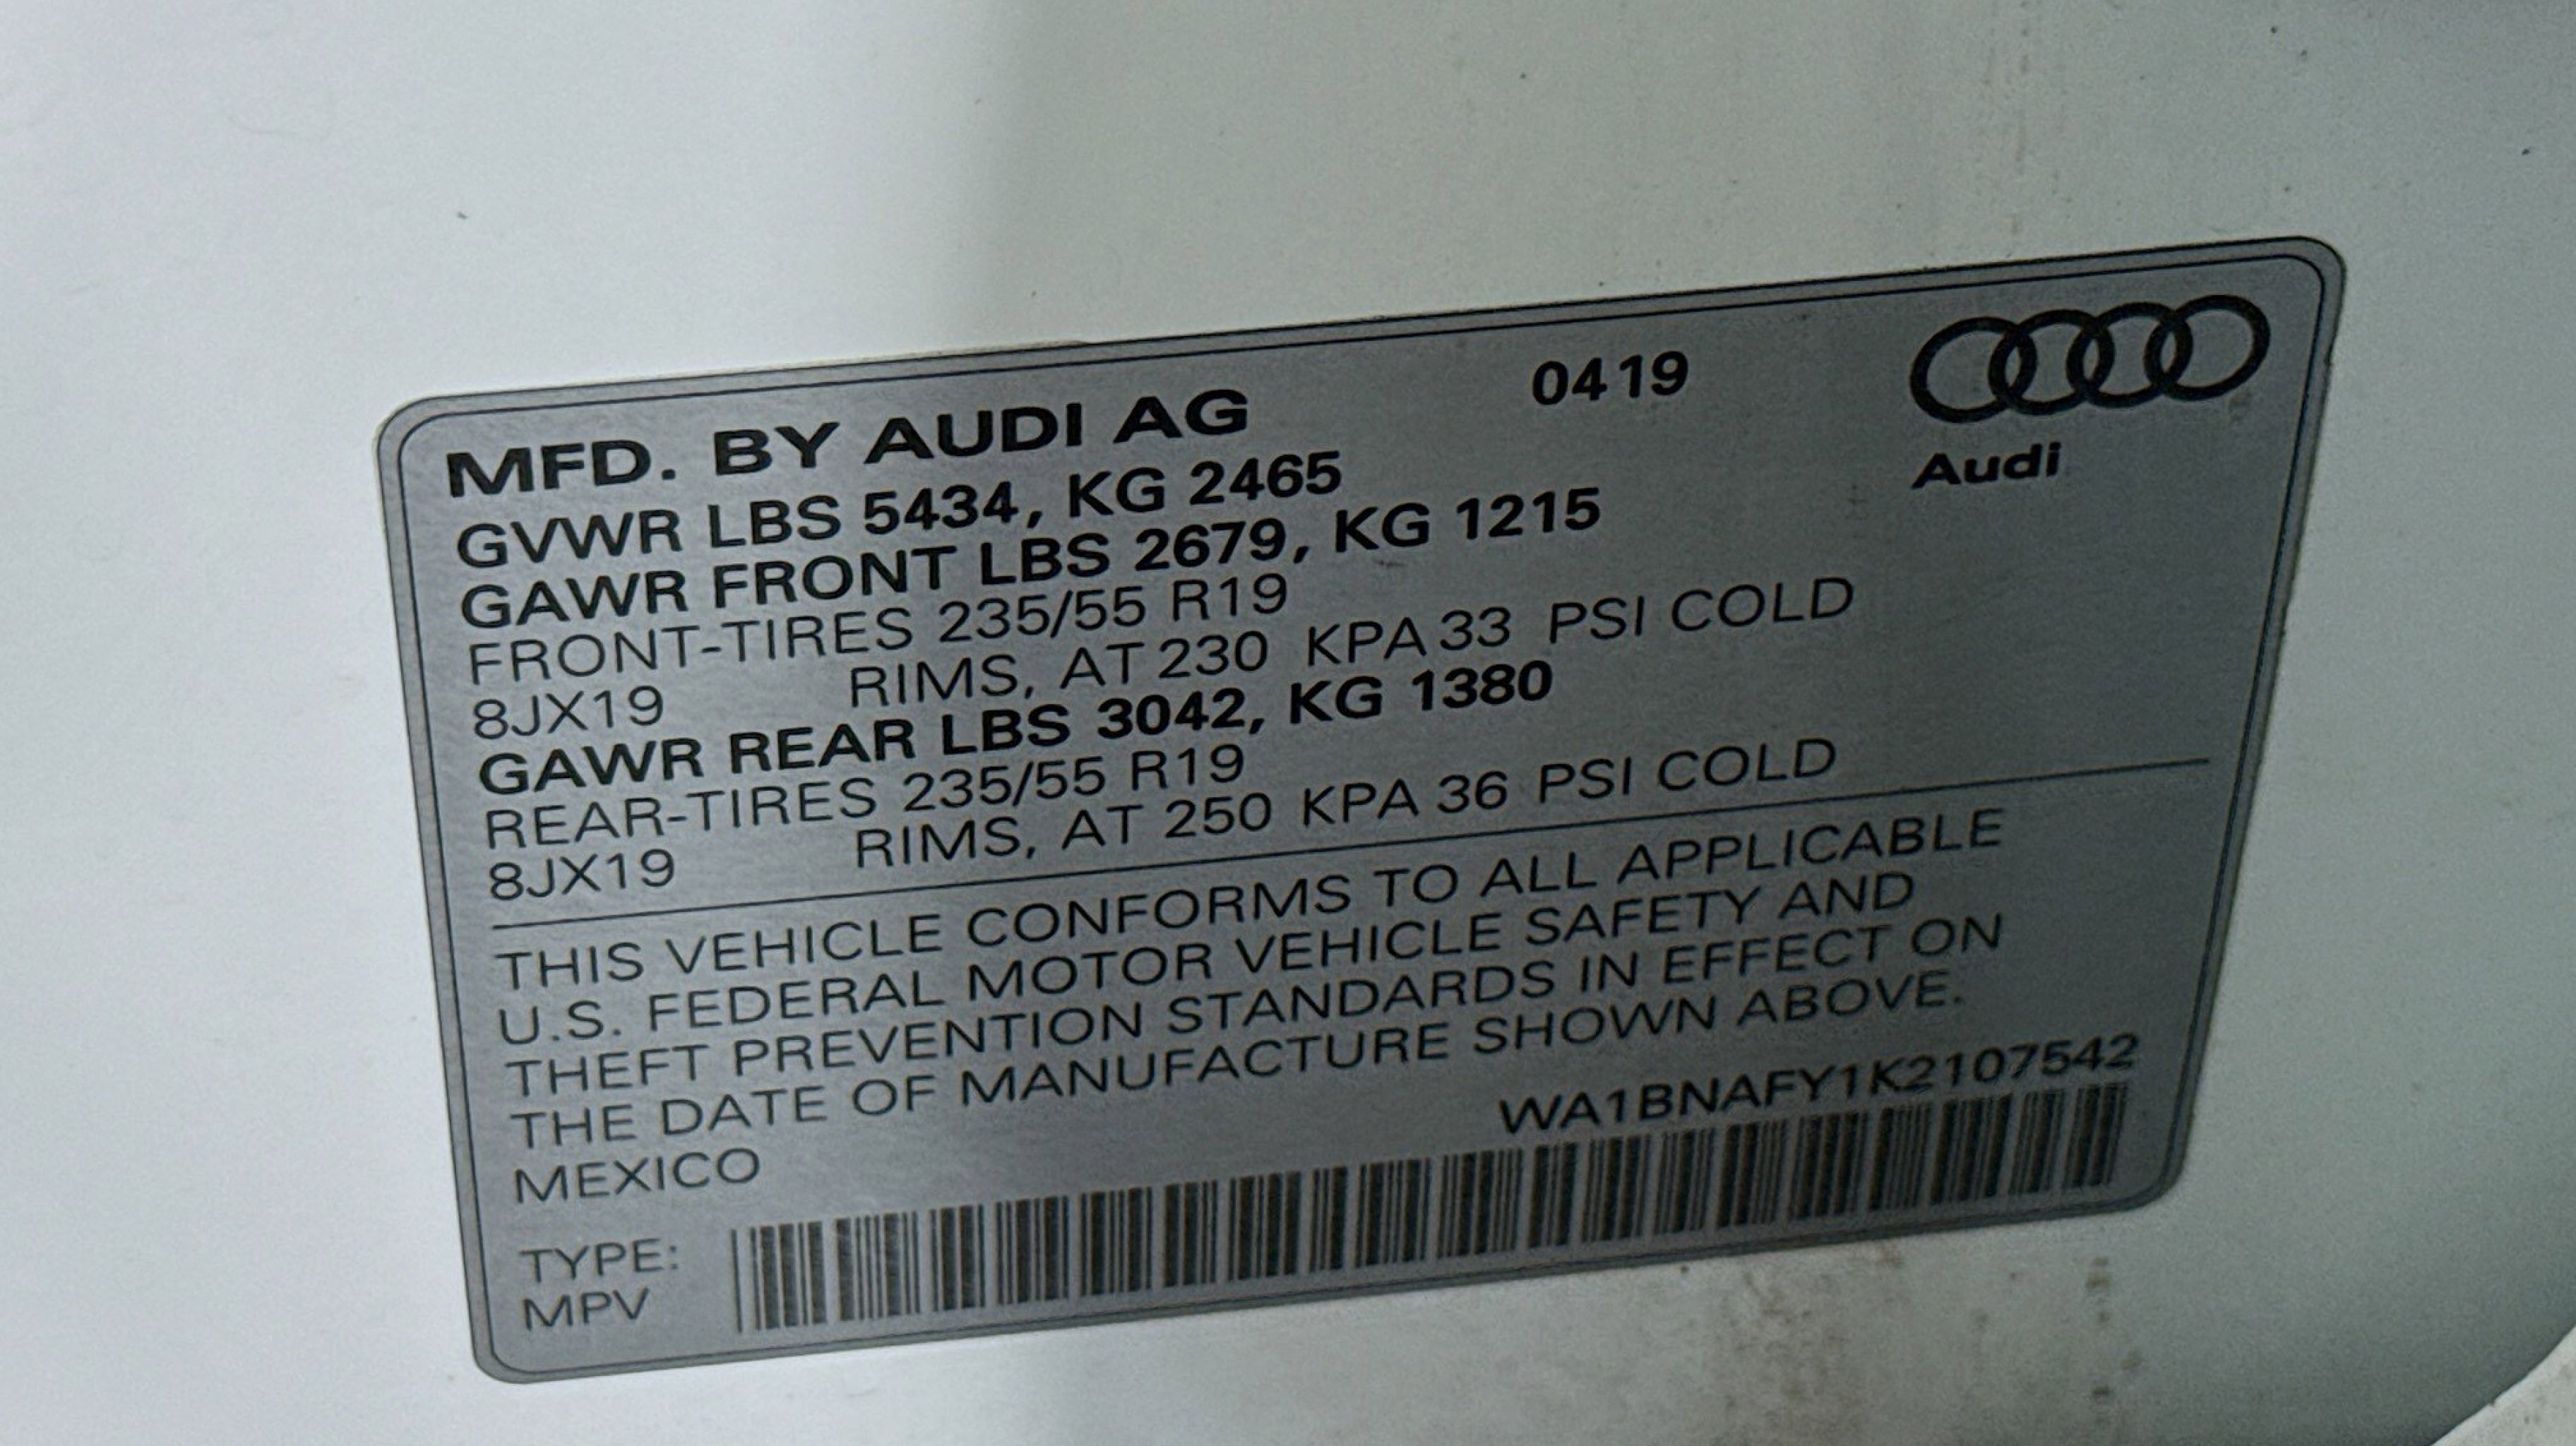 MFD. BY AUDI AG 0419
Audi
GVWR LBS 5434, KG 2465
GAWR FRONT LBS 2679, KG 1215
FRONT-TIRES 235/55 R19
8JX19 RIMS, AT 230 KPA 33 PSI COLD
GAWR REAR LBS 3042, KG 1380
REAR-TIRES 235/55 R19
8JX19 RIMS, AT 250 KPA 36 PSI COLD
THIS VEHICLE CONFORMS TO ALL APPLICABLE
U.S. FEDERAL MOTOR VEHICLE SAFETY AND
THEFT PREVENTION STANDARDS IN EFFECT ON
THE DATE OF MANUFACTURE SHOWN ABOVE.
MEXICO WA1BNAFY1K2107542
TYPE:
MPV